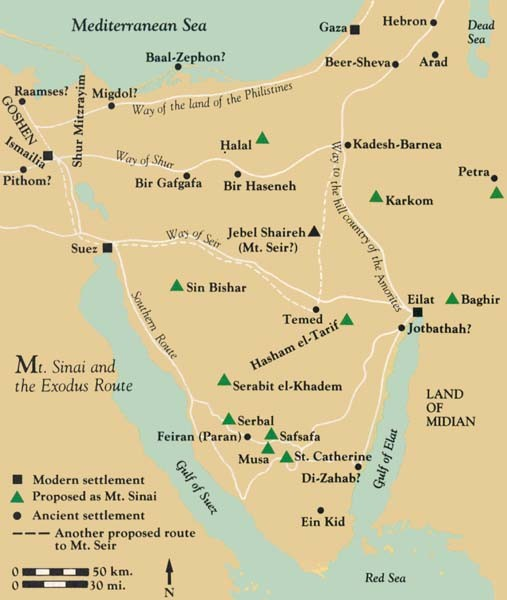 Mediterranean Sea
Gaza
Hebron
Dead
Sea
Baal-Zephon?
Beer-Sheva
Arad
Raamses?
Migdol?
Way of the land of the Philistines
GOSHEN
Shur Mitzrayim
Ismailia
Halal
Kadesh-Barnea
Way of Shur
Pithom?
Bir Gafgafa
Bir Haseneh
Petra
Karkom
Way to the hill country of the Amorites
Way of Seir
Jebel Shaireh
(Mt. Seir?)
Suez
Sin Bishar
Eilat
Baghir
Temed
Jotbathah?
Hasham el-Tarif
Southern Route
Mt. Sinai and
the Exodus Route
Serabit el-Khadem
LAND
OF
MIDIAN
Serbal
Feiran (Paran)
Safsafa
Musa
St. Catherine
Di-Zahab?
Gulf of Elat
Gulf of Suez
Modern settlement
Proposed as Mt. Sinai
Ancient settlement
Another proposed route
to Mt. Seir
Ein Kid
0 50 km.
0 30 mi.
N
Red Sea